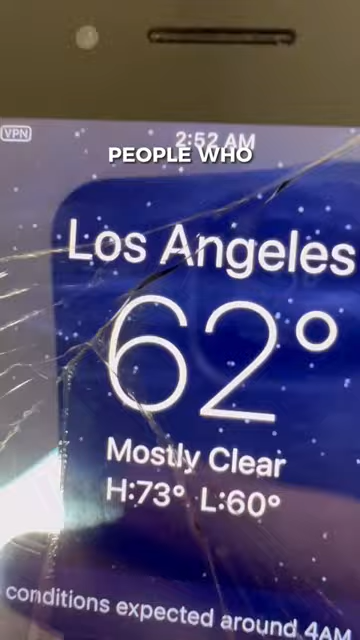 VPN
2:52 AM
PEOPLE WHO
Los Angeles
62°
Mostly Clear
H:73° L:60°
conditions expected around 4AM